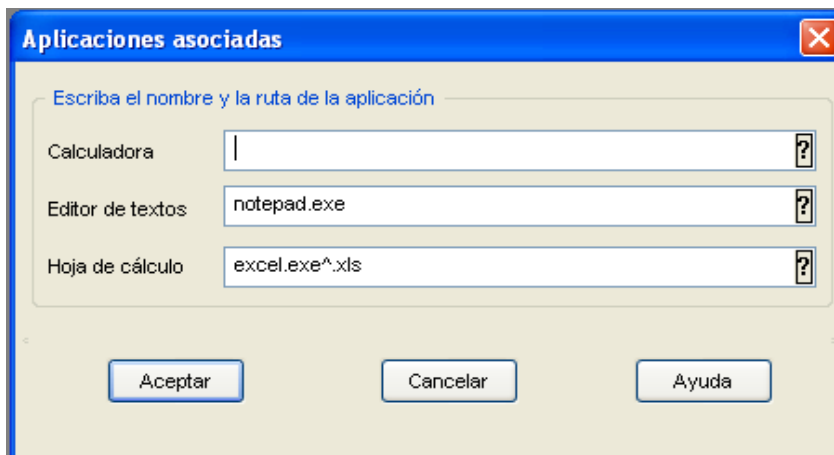 Aplicaciones asociadas
Escriba el nombre y la ruta de la aplicación
Calculadora ?
Editor de textos notepad.exe ?
Hoja de cálculo excel.exe^.xls ?
Aceptar Cancelar Ayuda